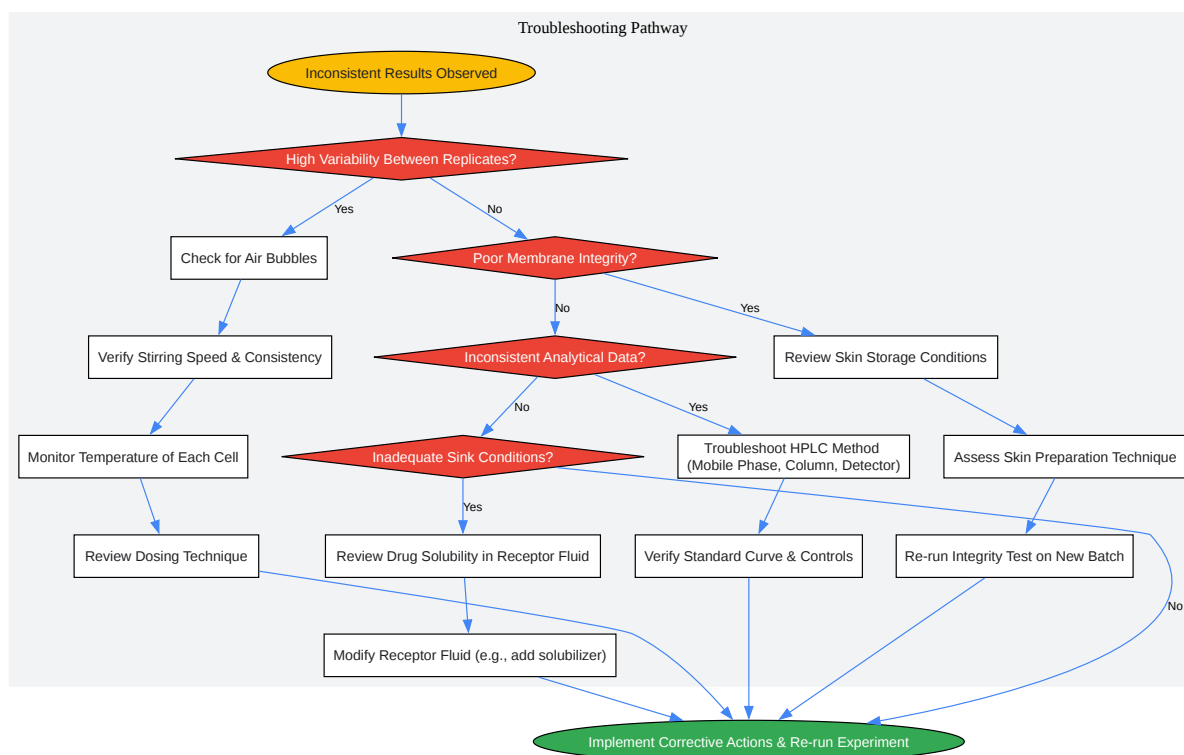 Troubleshooting Pathway
Inconsistent Results Observed
High Variability Between Replicates?
Yes
No
Check for Air Bubbles
Poor Membrane Integrity?
No
Yes
Verify Stirring Speed & Consistency
Inconsistent Analytical Data?
Review Skin Storage Conditions
No
Yes
Monitor Temperature of Each Cell
Inadequate Sink Conditions?
Troubleshoot HPLC Method
(Mobile Phase, Column, Detector)
Assess Skin Preparation Technique
Yes
Review Dosing Technique
Review Drug Solubility in Receptor Fluid
Verify Standard Curve & Controls
Re-run Integrity Test on New Batch
No
Modify Receptor Fluid (e.g., add solubilizer)
Implement Corrective Actions & Re-run Experiment